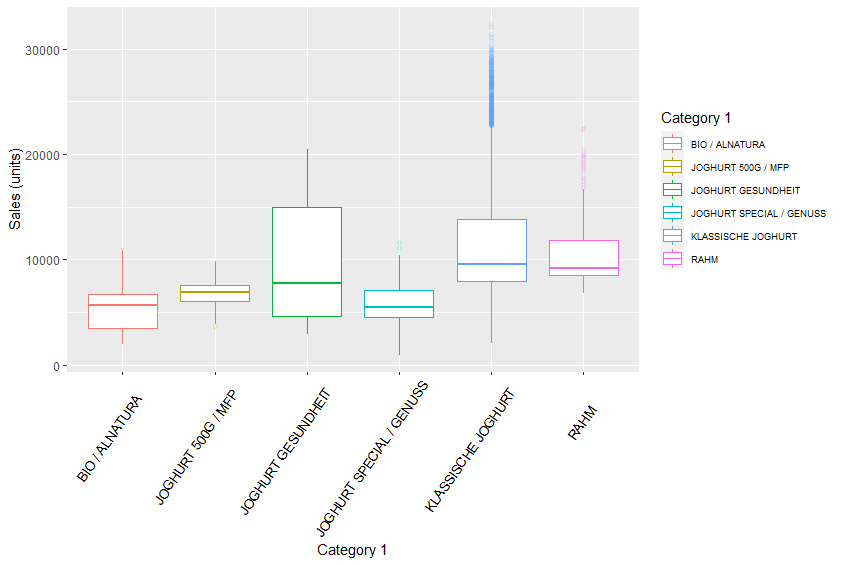 30000
20000
10000
0
Sales (units)
BIO / ALNATURA
JOGHURT 500G / MFP
JOGHURT GESUNDHEIT
JOGHURT SPECIAL / GENUSS
KLASSISCHE JOGHURT
RAHM
Category 1
Category 1
BIO / ALNATURA
JOGHURT 500G / MFP
JOGHURT GESUNDHEIT
JOGHURT SPECIAL / GENUSS
KLASSISCHE JOGHURT
RAHM